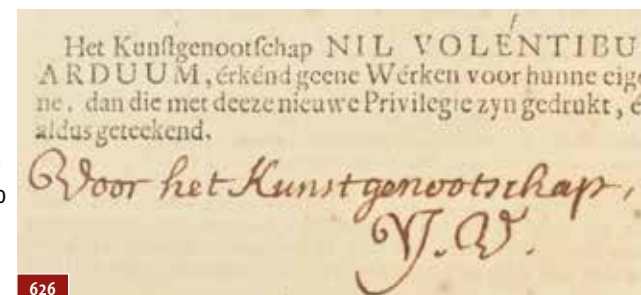 Het Kunſtgenootſchap NIL VOLENTIBU
ARDUUM, érkénd geene Wérken voor hunne eige
ne, dan die met deeze nieuwe Privilegie zyn gedrukt, é
aldus geteekend.
Voor het Kunstgenootschap,
626